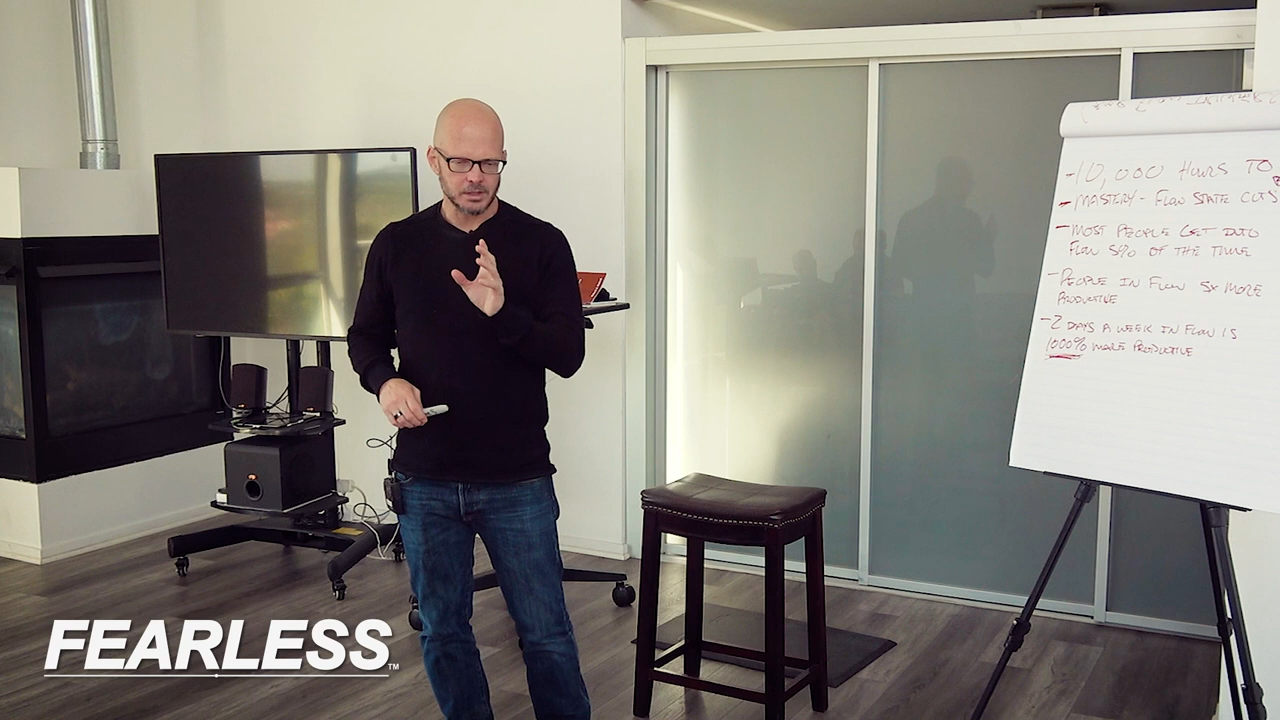 -10,000 HOURS TO
-MASTERY - FLOW STATE CUTS
-MOST PEOPLE GET INTO
FLOW 5% OF THE TIME
-PEOPLE IN FLOW 5X MORE
PRODUCTIVE
-2 DAYS A WEEK IN FLOW IS
1000% MORE PRODUCTIVE
FEARLESS™